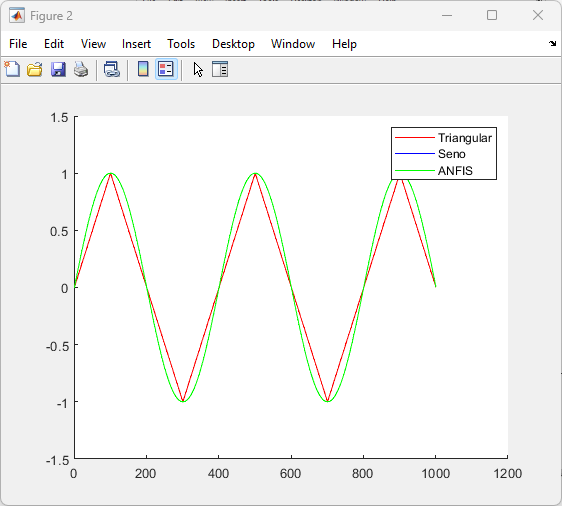 Figure 2
File Edit View Insert Tools Desktop Window Help
1.5
1
0.5
0
-0.5
-1
-1.5
0 200 400 600 800 1000 1200
Triangular
Seno
ANFIS